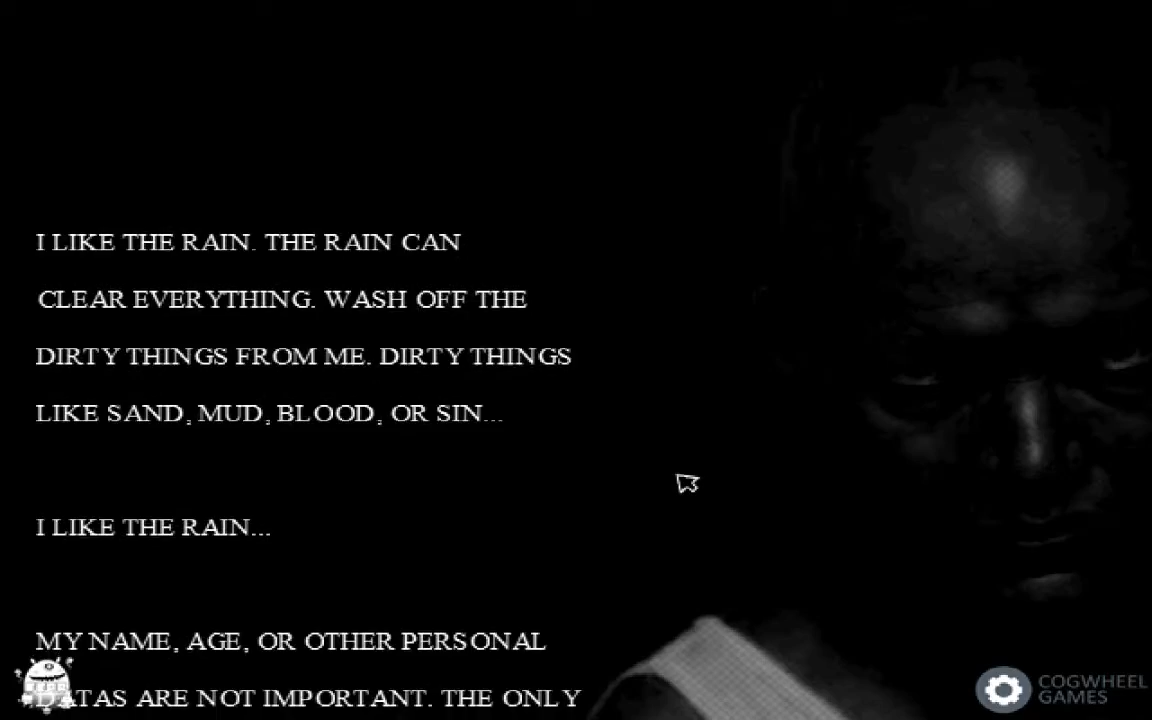 I LIKE THE RAIN. THE RAIN CAN
CLEAR EVERYTHING. WASH OFF THE
DIRTY THINGS FROM ME. DIRTY THINGS
LIKE SAND, MUD, BLOOD, OR SIN...
I LIKE THE RAIN...
MY NAME, AGE, OR OTHER PERSONAL
DATAS ARE NOT IMPORTANT. THE ONLY
COGWHEEL
GAMES